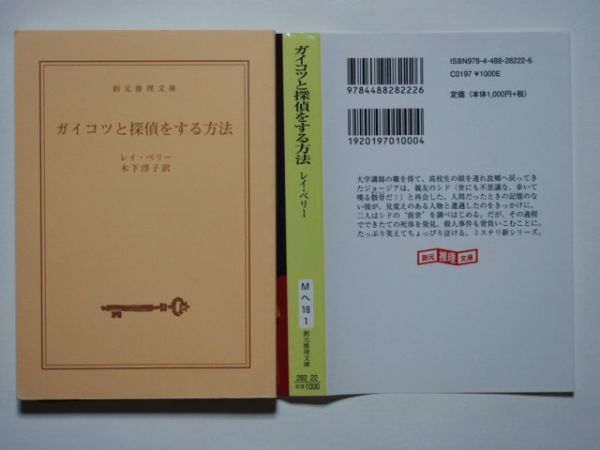 創元推理文庫
ガイコツと探偵をする方法
レイ・ペリー
木下淳子訳
ガイコツと探偵をする方法
レイ・ペリー
M
ヘ
18
1
創元推理文庫
282 22
本体1000
ISBN978-4-488-28222-6
C0197 ¥1000E
定価(本体1,000円+税)
9784488282226
1920197010004
大学講師の職を得て、高校生の娘を連れ故郷へ戻ってき
たジョージアは、親友のシド(世にも不思議な、歩いて
喋る骸骨だ!)と再会した。人間だったときの記憶のな
い彼が、見覚えのある人物と遭遇したのをきっかけに、
二人はシドの“前世”を調べはじめる。だが、その過程
でできたての死体を発見、殺人事件も背負いこむことに。
たっぷり笑えてちょっぴり泣ける、ミステリ新シリーズ。
創元推理文庫